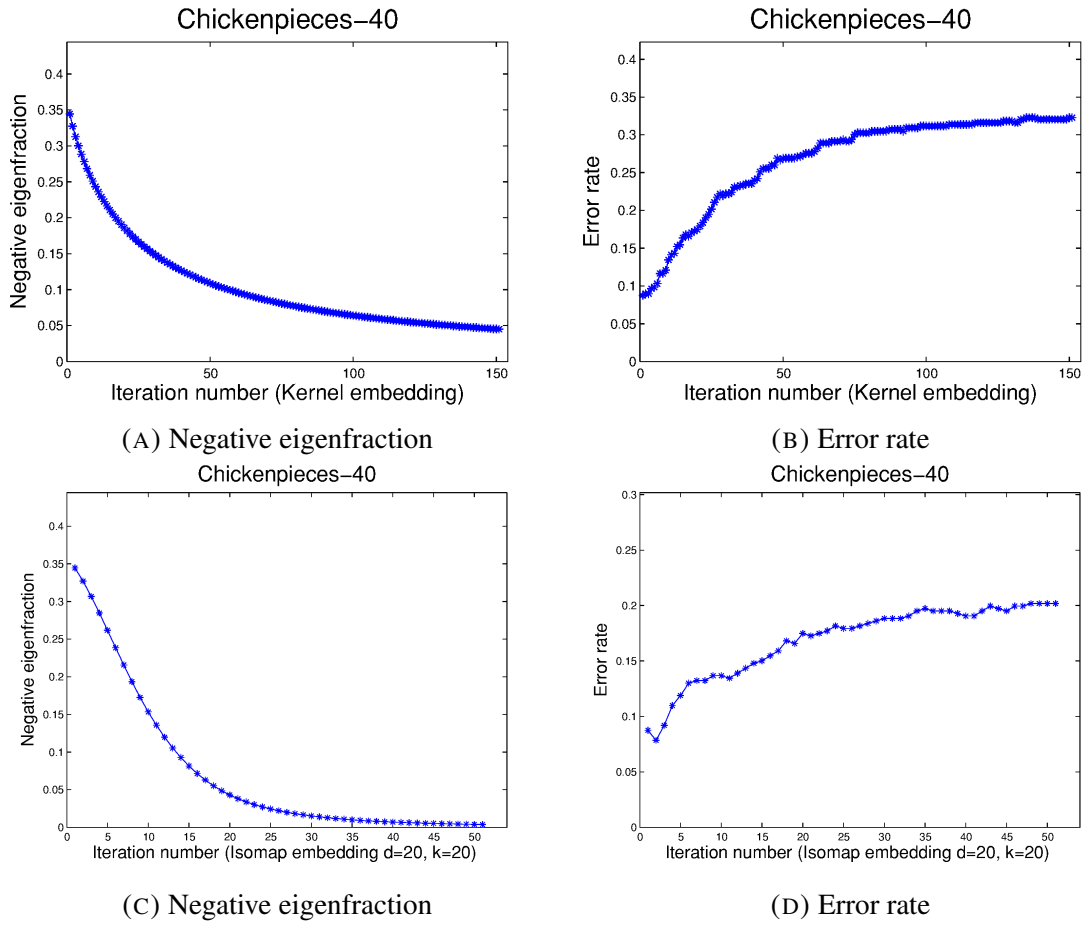 Chickenpieces−40
Negative eigenfraction
0.4
0.35
0.3
0.25
0.2
0.15
0.1
0.05
0
0 50 100 150
Iteration number (Kernel embedding)
(A) Negative eigenfraction
Chickenpieces−40
Error rate
0.4
0.35
0.3
0.25
0.2
0.15
0.1
0.05
0
0 50 100 150
Iteration number (Kernel embedding)
(B) Error rate
Chickenpieces−40
Negative eigenfraction
0.4
0.35
0.3
0.25
0.2
0.15
0.1
0.05
0
0 5 10 15 20 25 30 35 40 45 50
Iteration number (Isomap embedding d=20, k=20)
(C) Negative eigenfraction
Chickenpieces−40
Error rate
0.3
0.25
0.2
0.15
0.1
0.05
0
0 5 10 15 20 25 30 35 40 45 50
Iteration number (Isomap embedding d=20, k=20)
(D) Error rate